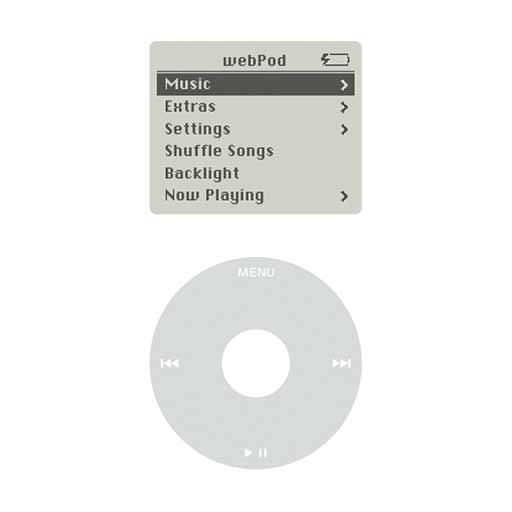 webPod
Music
Extras
Settings
Shuffle Songs
Backlight
Now Playing
MENU